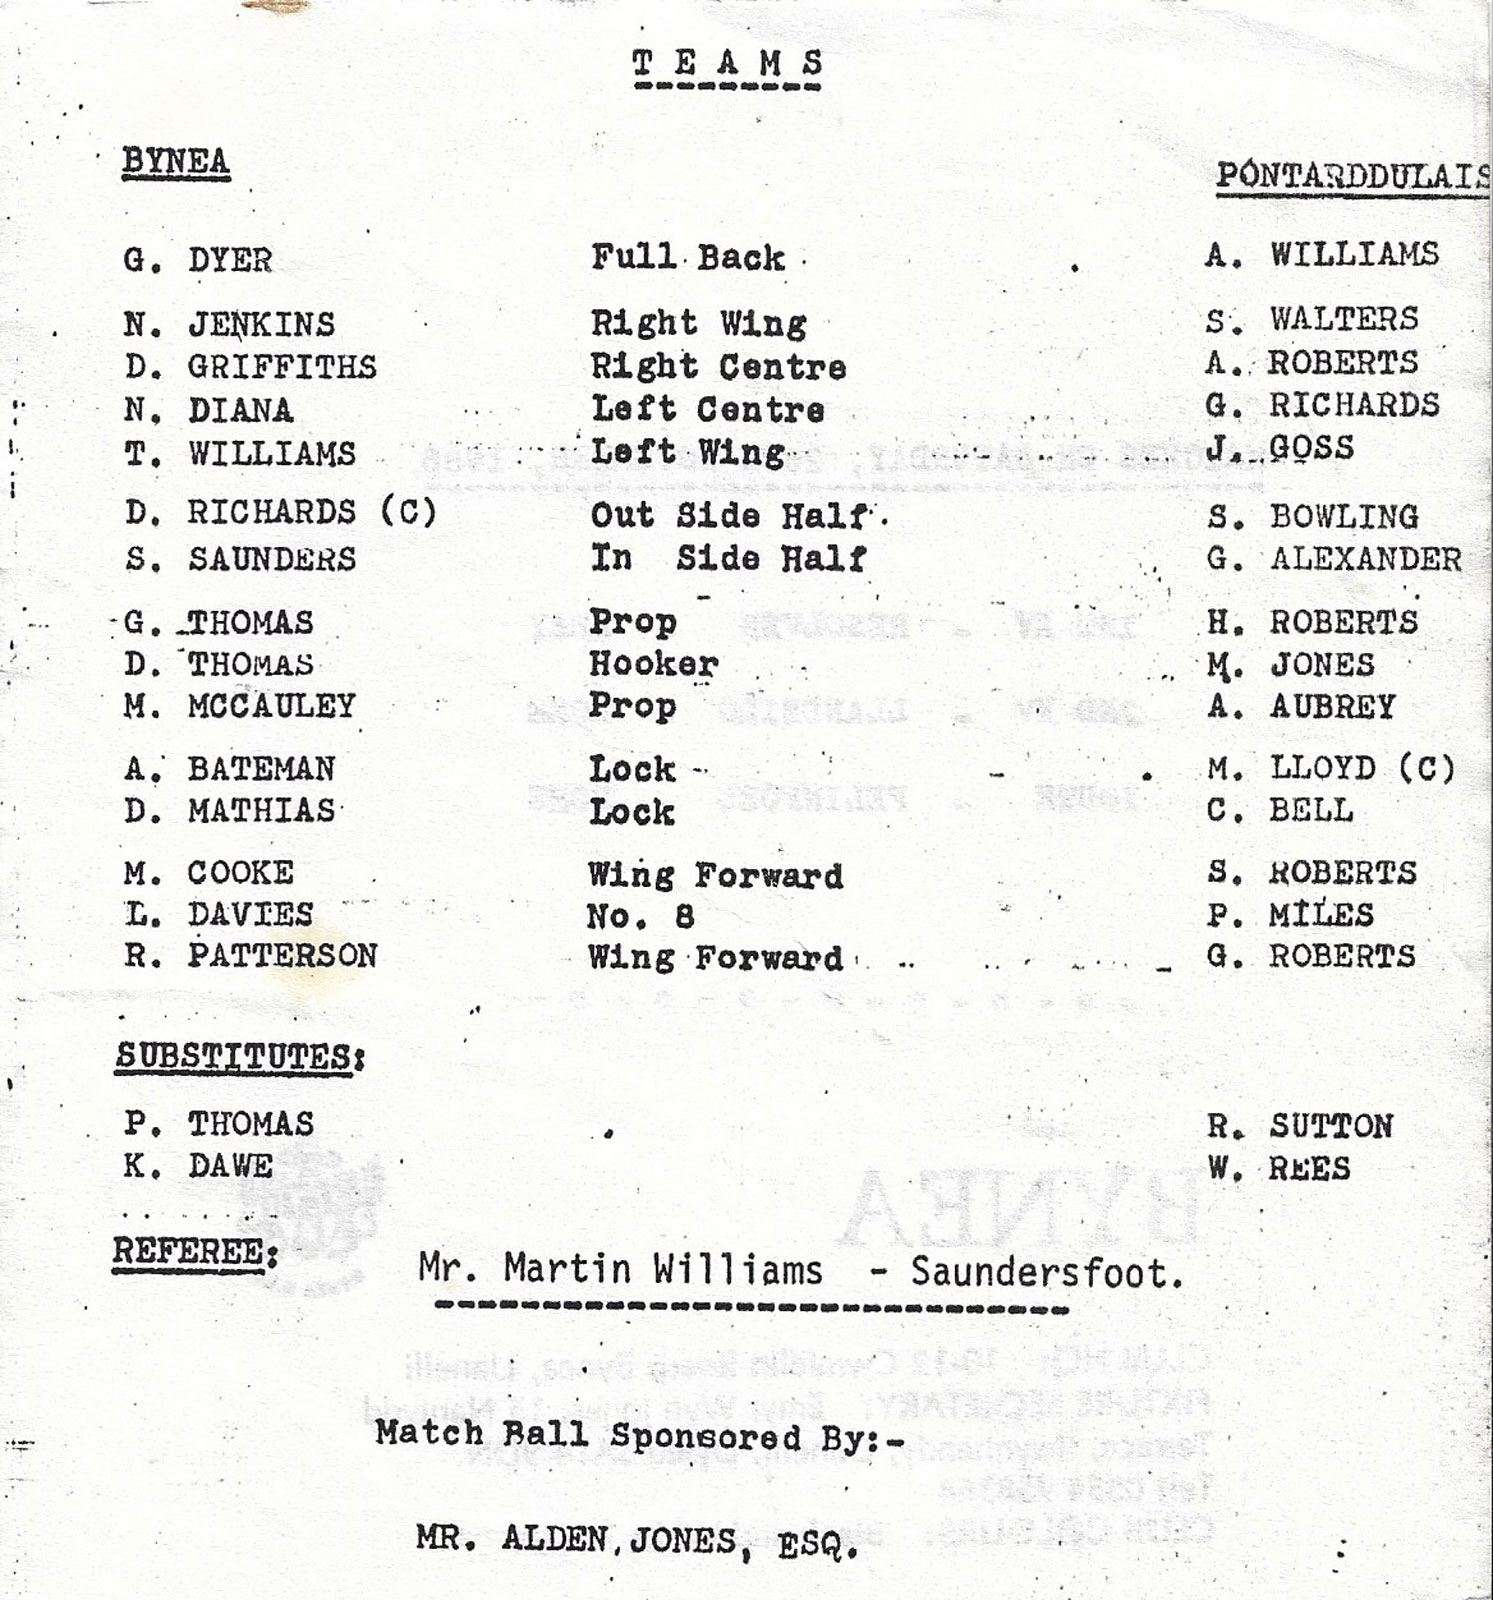 TEAMS
BYNEA PONTARDDULAIS
G. DYER Full Back A. WILLIAMS
N. JENKINS Right Wing S. WALTERS
D. GRIFFITHS Right Centre A. ROBERTS
N. DIANA Left Centre G. RICHARDS
T. WILLIAMS Left Wing J. GOSS
D. RICHARDS (C) Out Side Half S. BOWLING
S. SAUNDERS In Side Half G. ALEXANDER
G. THOMAS Prop H. ROBERTS
D. THOMAS Hooker M. JONES
M. MCCAULEY Prop A. AUBREY
A. BATEMAN Lock M. LLOYD (C)
D. MATHIAS Lock C. BELL
M. COOKE Wing Forward S. ROBERTS
L. DAVIES No. 8 P. MILES
R. PATTERSON Wing Forward G. ROBERTS
SUBSTITUTES:
P. THOMAS R. SUTTON
K. DAWE W. REES
REFEREE: Mr. Martin Williams - Saundersfoot.
Match Ball Sponsored By:-
MR. ALDEN JONES, ESQ.